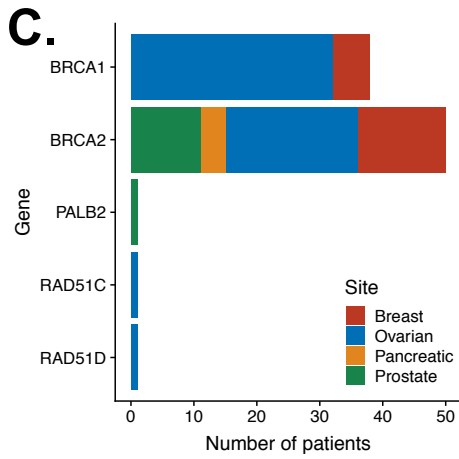 C.
BRCA1
BRCA2
PALB2
RAD51C
RAD51D
Gene
Site
Breast
Ovarian
Pancreatic
Prostate
0 10 20 30 40 50
Number of patients